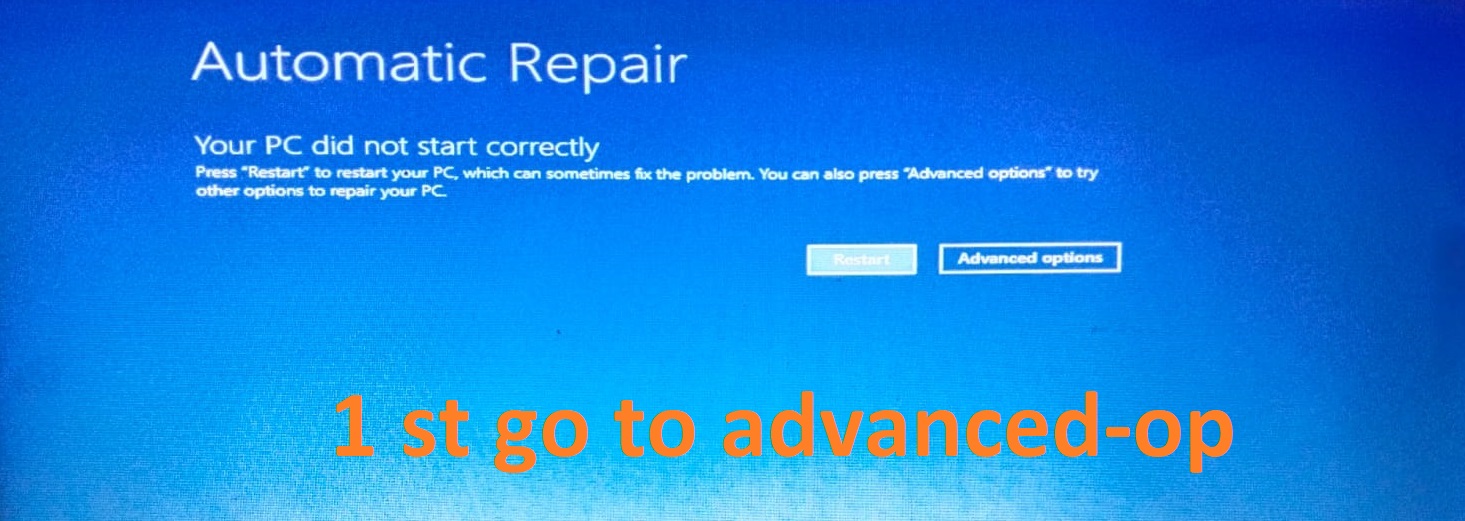 Automatic Repair
Your PC did not start correctly
Press "Restart" to restart your PC, which can sometimes fix the problem. You can also press "Advanced options" to try
other options to repair your PC.
Restart
Advanced options
1 st go to advanced-op